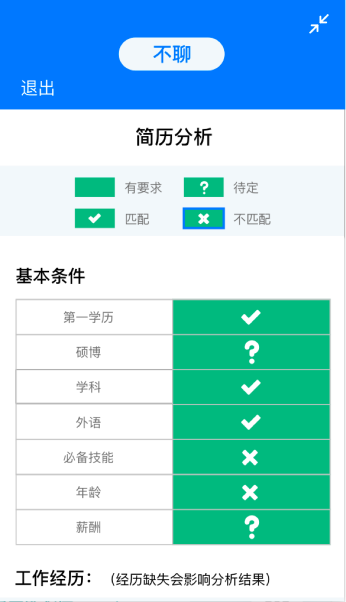 不聊
退出
简历分析
有要求 ? 待定
匹配 不匹配
基本条件
第一学历
硕博 ?
学科
外语
必备技能
年龄
薪酬 ?
工作经历：（经历缺失会影响分析结果）